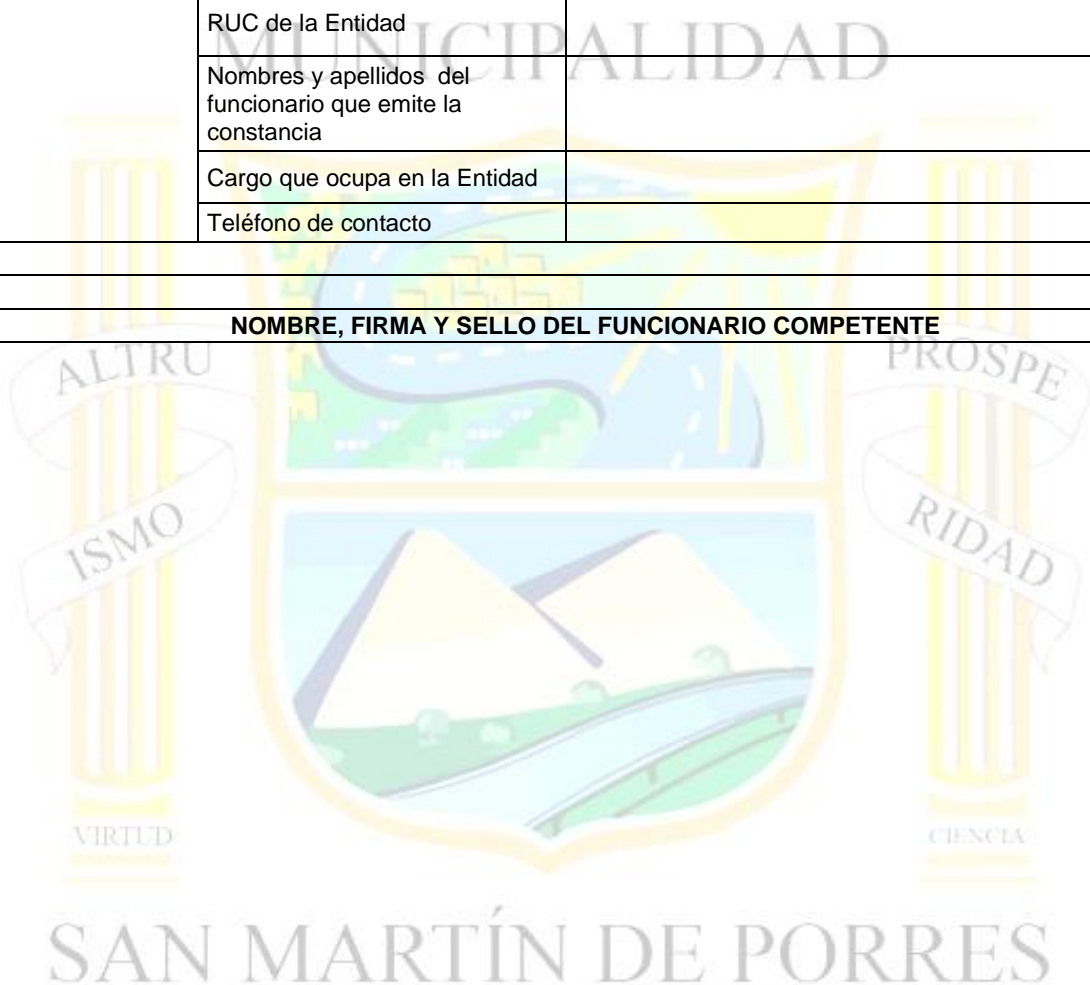 RUC de la Entidad
MUNICIPALIDAD
Nombres y apellidos del
funcionario que emite la
constancia
Cargo que ocupa en la Entidad
Teléfono de contacto
NOMBRE, FIRMA Y SELLO DEL FUNCIONARIO COMPETENTE
ALTRU
PROSPE
ISMO
RIDAD
VIRTUD
CIENCIA
SAN MARTÍN DE PORRES